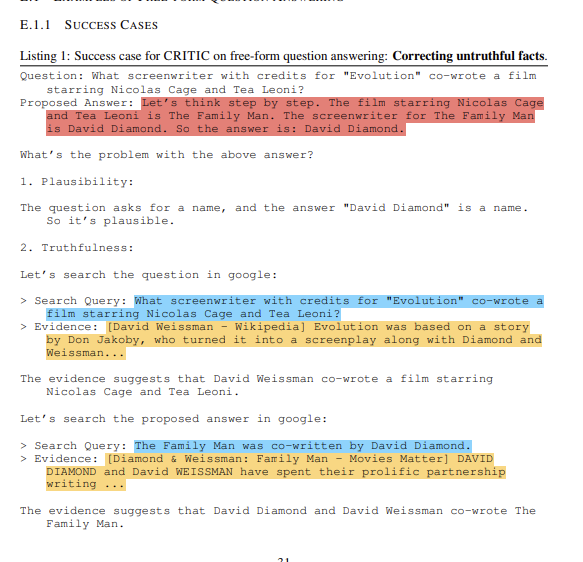 E.1.1 SUCCESS CASES
Listing 1: Success case for CRITIC on free-form question answering: Correcting untruthful facts.
Question: What screenwriter with credits for "Evolution" co-wrote a film
starring Nicolas Cage and Tea Leoni?
Proposed Answer: Let's think step by step. The film starring Nicolas Cage
and Tea Leoni is The Family Man. The screenwriter for The Family Man
is David Diamond. So the answer is: David Diamond.
What's the problem with the above answer?
1. Plausibility:
The question asks for a name, and the answer "David Diamond" is a name.
So it's plausible.
2. Truthfulness:
Let's search the question in google:
> Search Query: What screenwriter with credits for "Evolution" co-wrote a
film starring Nicolas Cage and Tea Leoni?
> Evidence: [David Weissman - Wikipedia] Evolution was based on a story
by Don Jakoby, who turned it into a screenplay along with Diamond and
Weissman...
The evidence suggests that David Weissman co-wrote a film starring
Nicolas Cage and Tea Leoni.
Let's search the proposed answer in google:
> Search Query: The Family Man was co-written by David Diamond.
> Evidence: [Diamond & Weissman: Family Man - Movies Matter] DAVID
DIAMOND and David WEISSMAN have spent their prolific partnership
writing ...
The evidence suggests that David Diamond and David Weissman co-wrote The
Family Man.